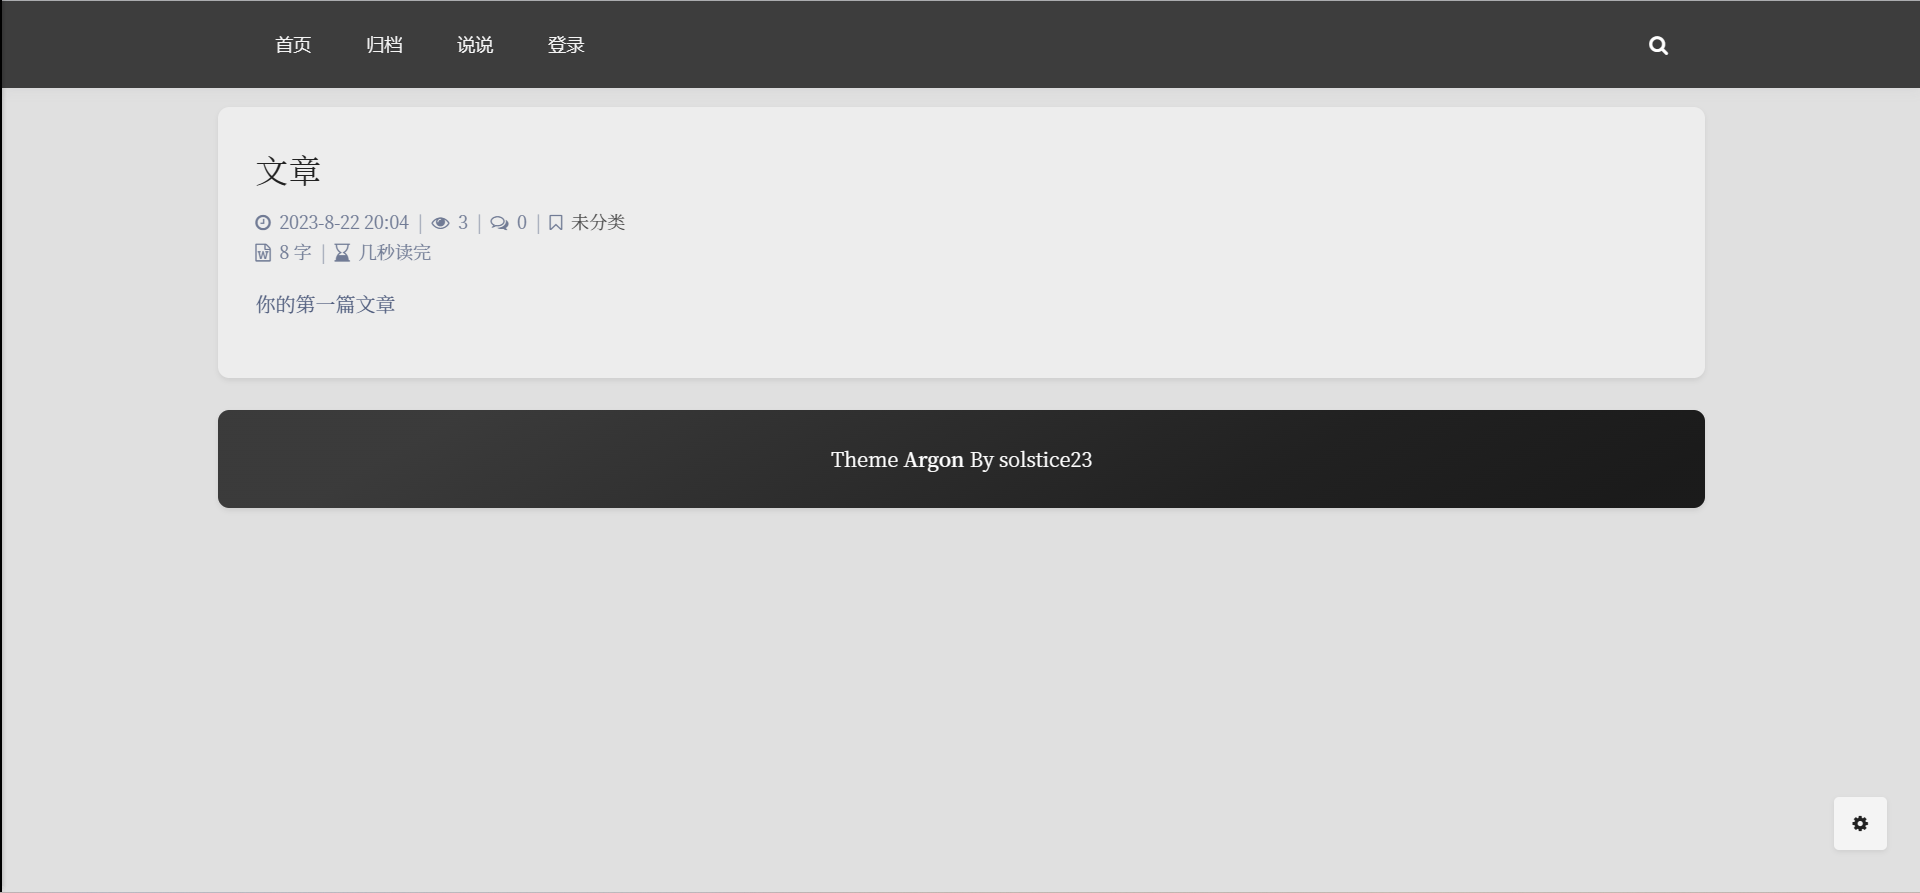 首页 归档 说说 登录
文章
2023-8-22 20:04 | 3 | 0 | 未分类
8 字 | 几秒读完
你的第一篇文章
Theme Argon By solstice23